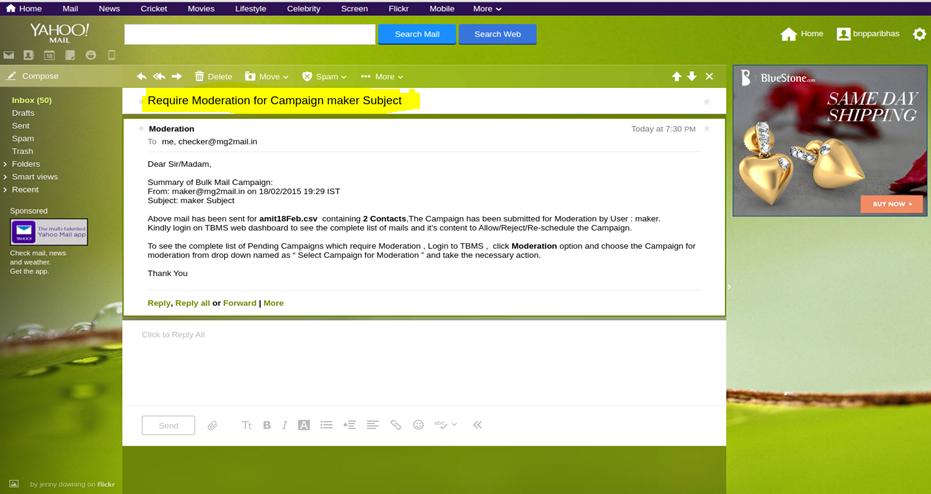 Home Mail News Cricket Movies Lifestyle Celebrity Screen Flickr Mobile More
YAHOO!
MAIL
Search Mail Search Web
Home bnpparibhas
Compose
Delete Move Spam More
Inbox (50)
Drafts
Sent
Spam
Trash
Folders
Smart views
Recent
Sponsored
The multi-talented
Yahoo Mail app
YAHOO!
Check mail, news
and weather.
Get the app.
Require Moderation for Campaign maker Subject
Moderation Today at 7:30 PM
To me, checker@mg2mail.in
Dear Sir/Madam,
Summary of Bulk Mail Campaign:
From: maker@mg2mail.in on 18/02/2015 19:29 IST
Subject: maker Subject
Above mail has been sent for amit18Feb.csv containing 2 Contacts,The Campaign has been submitted for Moderation by User : maker.
Kindly login on TBMS web dashboard to see the complete list of mails and it's content to Allow/Reject/Re-schedule the Campaign.
To see the complete list of Pending Campaigns which require Moderation , Login to TBMS , click Moderation option and choose the Campaign for
moderation from drop down named as “ Select Campaign for Moderation ” and take the necessary action.
Thank You
Reply, Reply all or Forward | More
Click to Reply All
Send Tt B I A abc
BlueStone.com
SAME DAY
SHIPPING
BUY NOW
by jenny downing on flickr